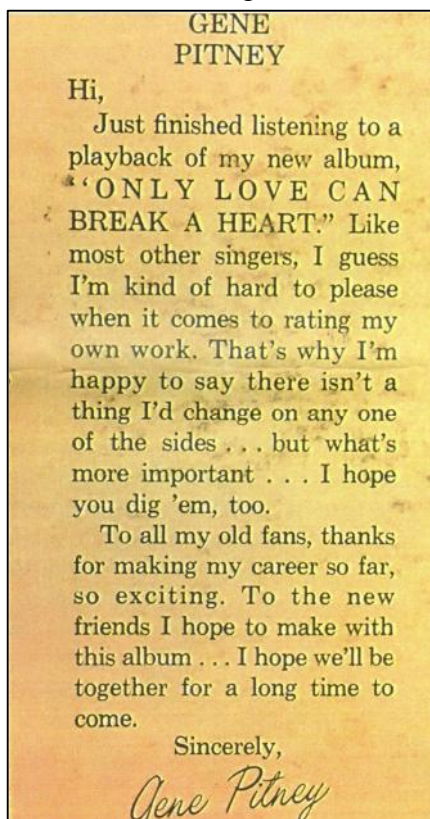 GENE
PITNEY
Hi,
Just finished listening to a
playback of my new album,
"ONLY LOVE CAN
BREAK A HEART." Like
most other singers, I guess
I'm kind of hard to please
when it comes to rating my
own work. That's why I'm
happy to say there isn't a
thing I'd change on any one
of the sides . . . but what's
more important . . . I hope
you dig 'em, too.
To all my old fans, thanks
for making my career so far,
so exciting. To the new
friends I hope to make with
this album . . . I hope we'll be
together for a long time to
come.
Sincerely,
Gene Pitney